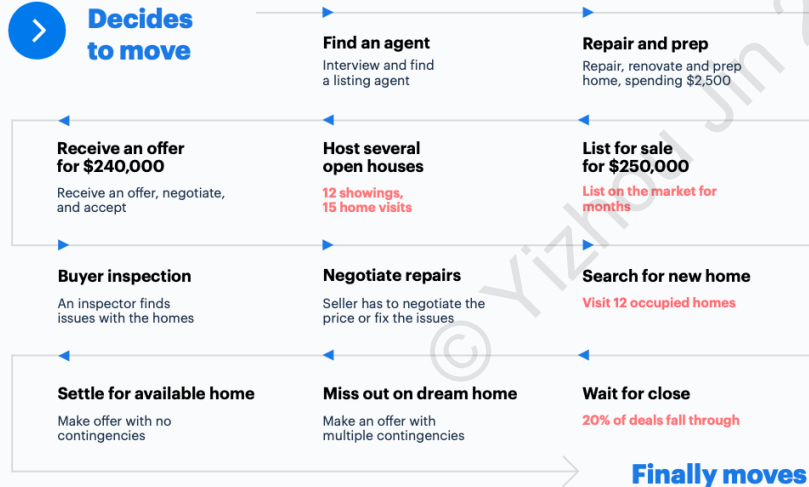 Decides
to move
Find an agent
Interview and find
a listing agent
Repair and prep
Repair, renovate and prep
home, spending $2,500
Receive an offer
for $240,000
Receive an offer, negotiate,
and accept
Host several
open houses
12 showings,
15 home visits
List for sale
for $250,000
List on the market for
months
Buyer inspection
An inspector finds
issues with the homes
Negotiate repairs
Seller has to negotiate the
price or fix the issues
Search for new home
Visit 12 occupied homes
Settle for available home
Make offer with no
contingencies
Miss out on dream home
Make an offer with
multiple contingencies
Wait for close
20% of deals fall through
Finally moves
© Yizhou Jin